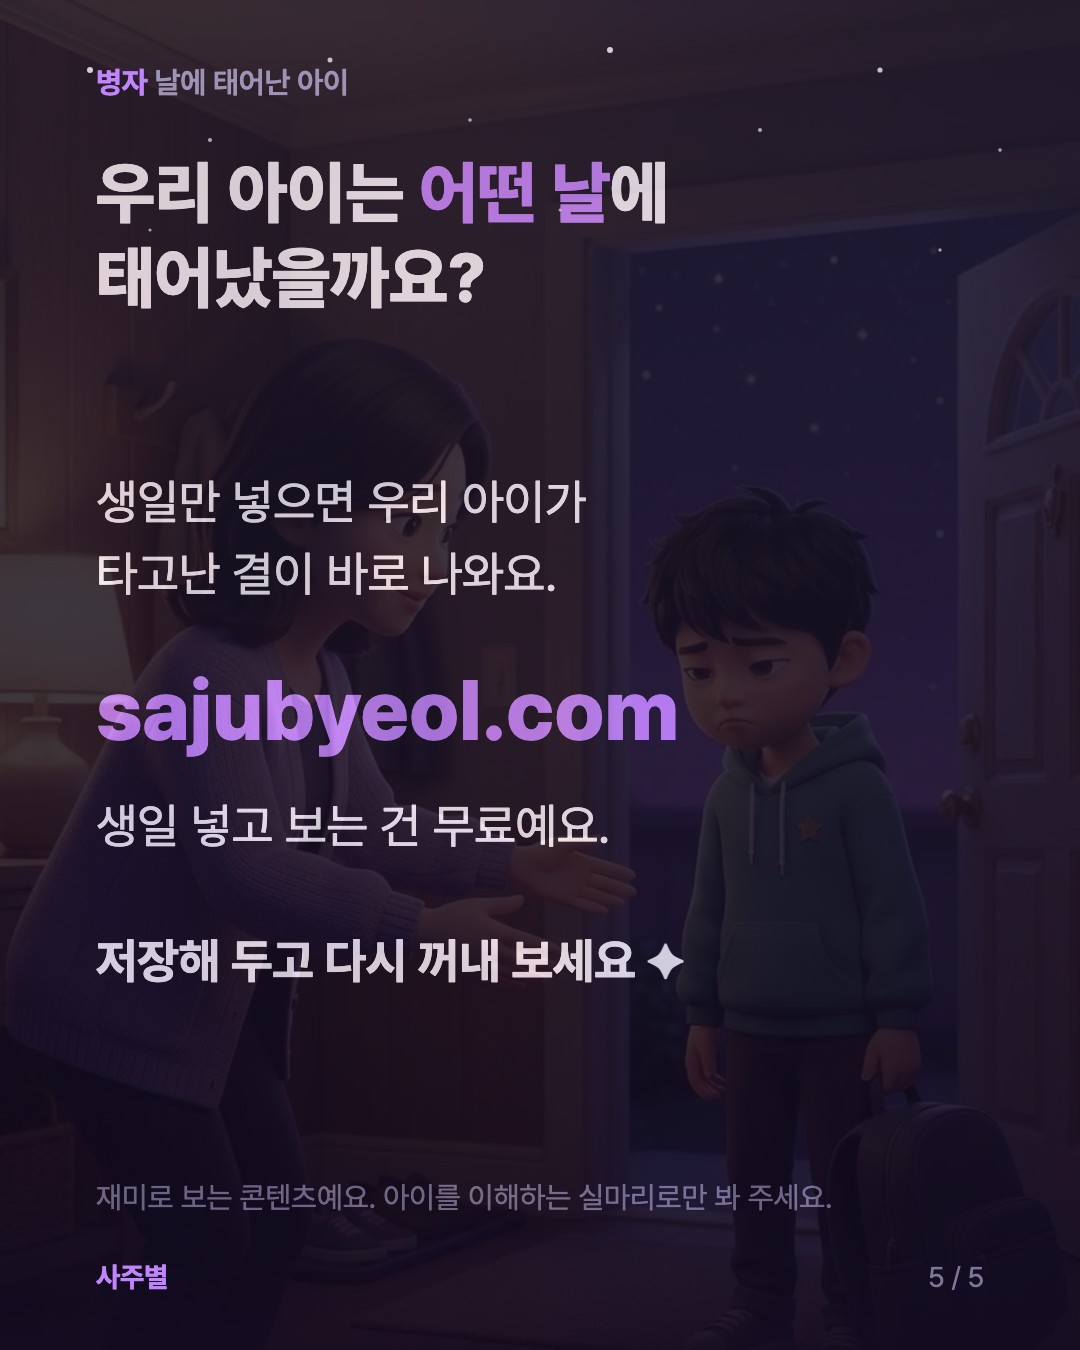 병자 날에 태어난 아이
우리 아이는 어떤 날에
태어났을까요?
생일만 넣으면 우리 아이가
타고난 결이 바로 나와요.
sajubyeol.com
생일 넣고 보는 건 무료예요.
저장해 두고 다시 꺼내 보세요 ✦
재미로 보는 콘텐츠예요. 아이를 이해하는 실마리로만 봐 주세요.
사주별
5 / 5